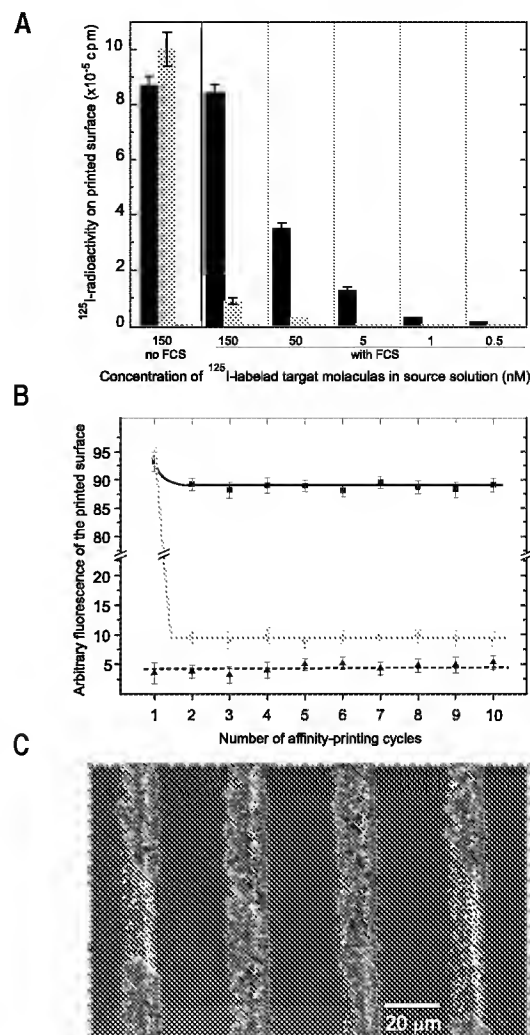 A
¹²⁵I-radioactivity on printed surface (x10⁻⁵ cpm)
10
8
4
2
0
150 150 50 5 1 0.5
no FCS with FCS
Concentration of ¹²⁵I-labelad target moleculas in source solution (nM)
B
Arbitrary fluorescence of the printed surface
95
90
85
80
20
15
10
5
1 2 3 4 5 6 7 8 9 10
Number of affinity-printing cycles
C
20 µm